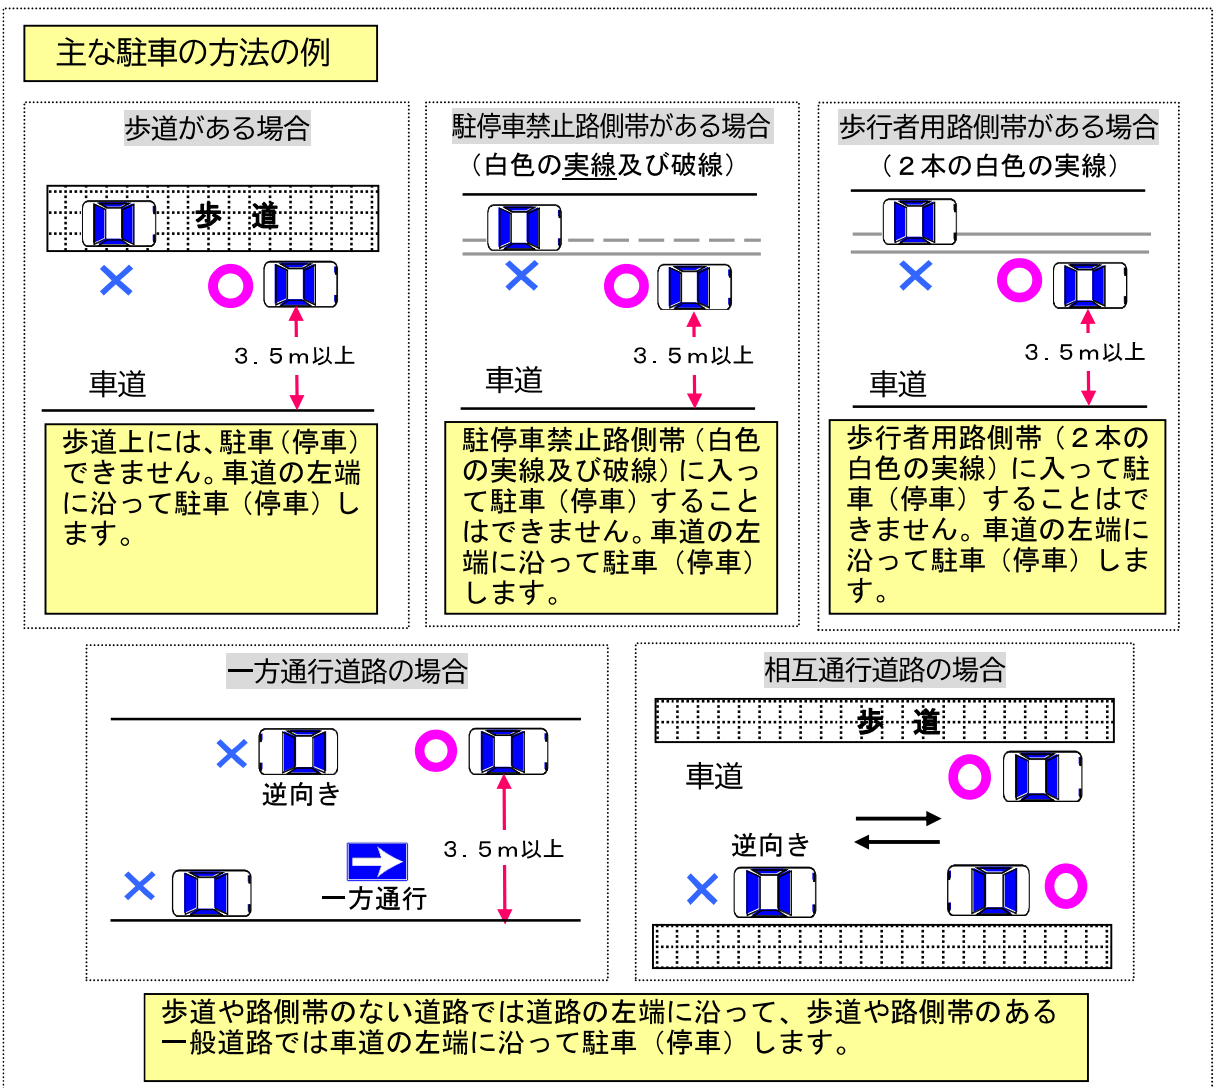 主な駐車の方法の例
歩道がある場合
歩　道
３．５ｍ以上
車道
歩道上には、駐車（停車）
できません。車道の左端
に沿って駐車（停車）し
ます。
駐停車禁止路側帯がある場合
（白色の実線及び破線）
３．５ｍ以上
車道
駐停車禁止路側帯（白色
の実線及び破線）に入っ
て駐車（停車）すること
はできません。車道の左
端に沿って駐車（停車）
します。
歩行者用路側帯がある場合
（２本の白色の実線）
３．５ｍ以上
車道
歩行者用路側帯（２本の
白色の実線）に入って駐
車（停車）することはで
きません。車道の左端に
沿って駐車（停車）しま
す。
一方通行道路の場合
逆向き
３．５ｍ以上
一方通行
相互通行道路の場合
歩　道
車道
逆向き
歩道や路側帯のない道路では道路の左端に沿って、歩道や路側帯のある
一般道路では車道の左端に沿って駐車（停車）します。